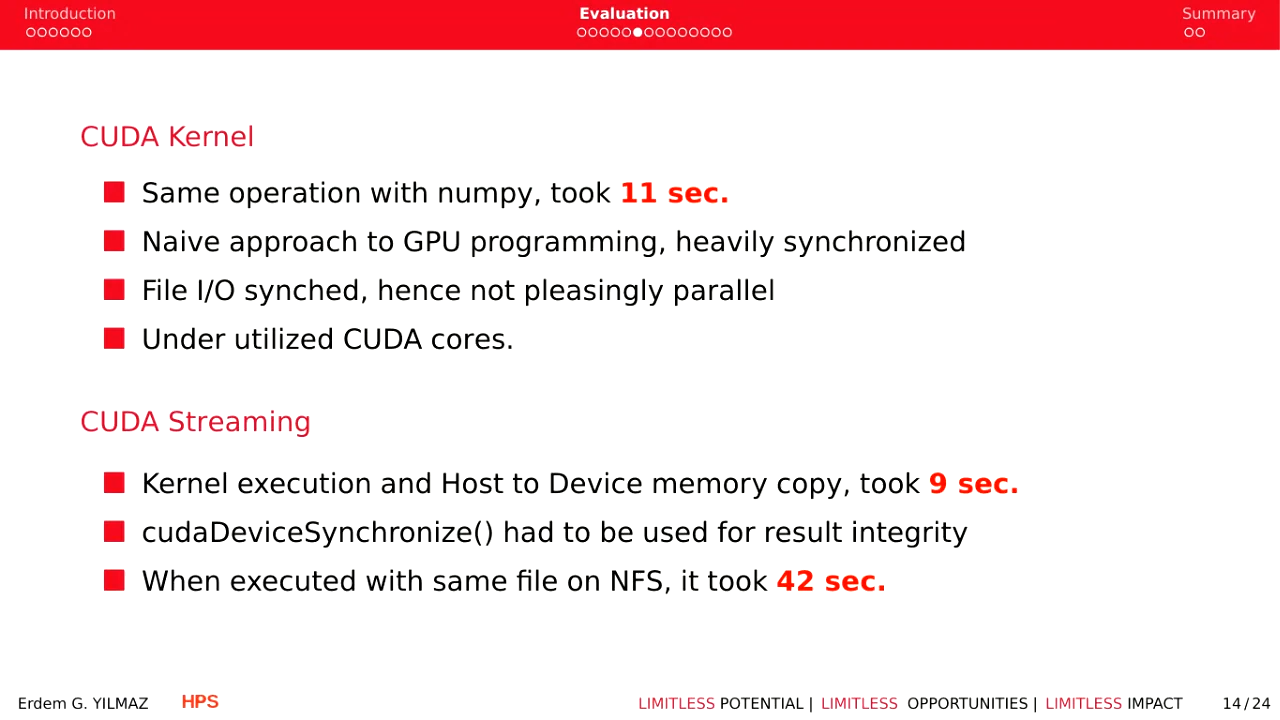 Introduction Evaluation Summary
CUDA Kernel
Same operation with numpy, took 11 sec.
Naive approach to GPU programming, heavily synchronized
File I/O synched, hence not pleasingly parallel
Under utilized CUDA cores.
CUDA Streaming
Kernel execution and Host to Device memory copy, took 9 sec.
cudaDeviceSynchronize() had to be used for result integrity
When executed with same file on NFS, it took 42 sec.
Erdem G. YILMAZ HPS LIMITLESS POTENTIAL | LIMITLESS OPPORTUNITIES | LIMITLESS IMPACT 14/24